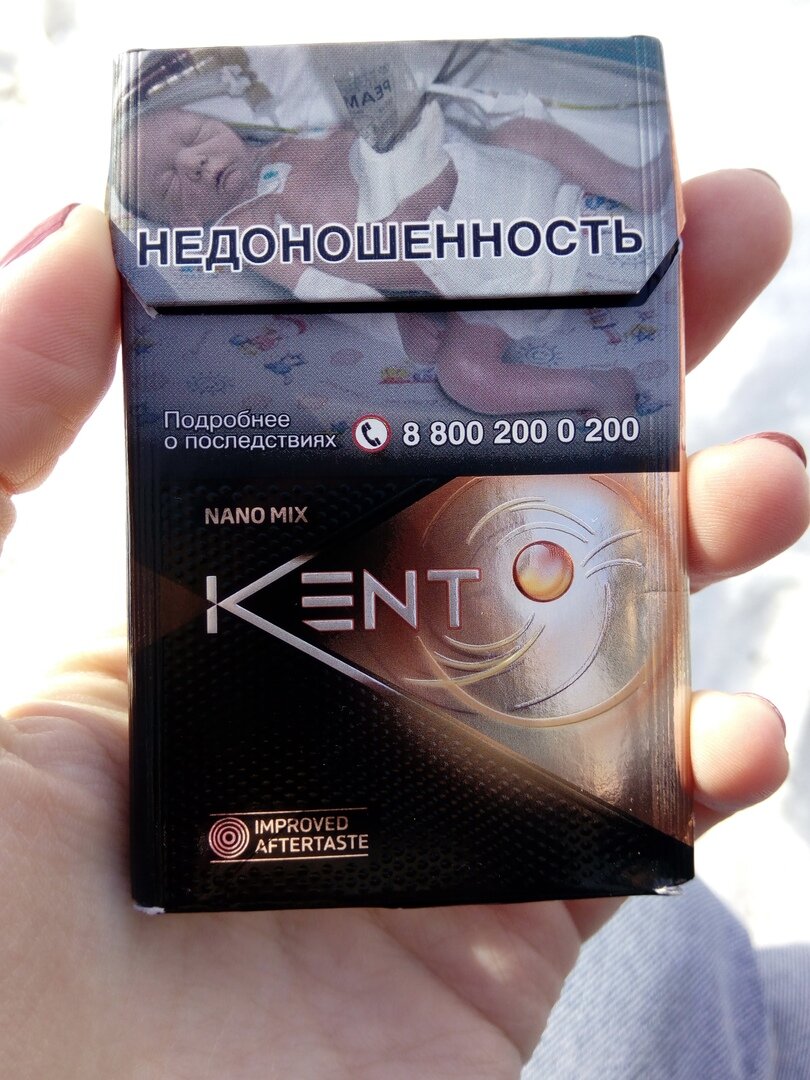 НЕДОНОШЕННОСТЬ
Подробнее
о последствиях
8 800 200 0 200
NANO MIX
KENT
IMPROVED
AFTERTASTE